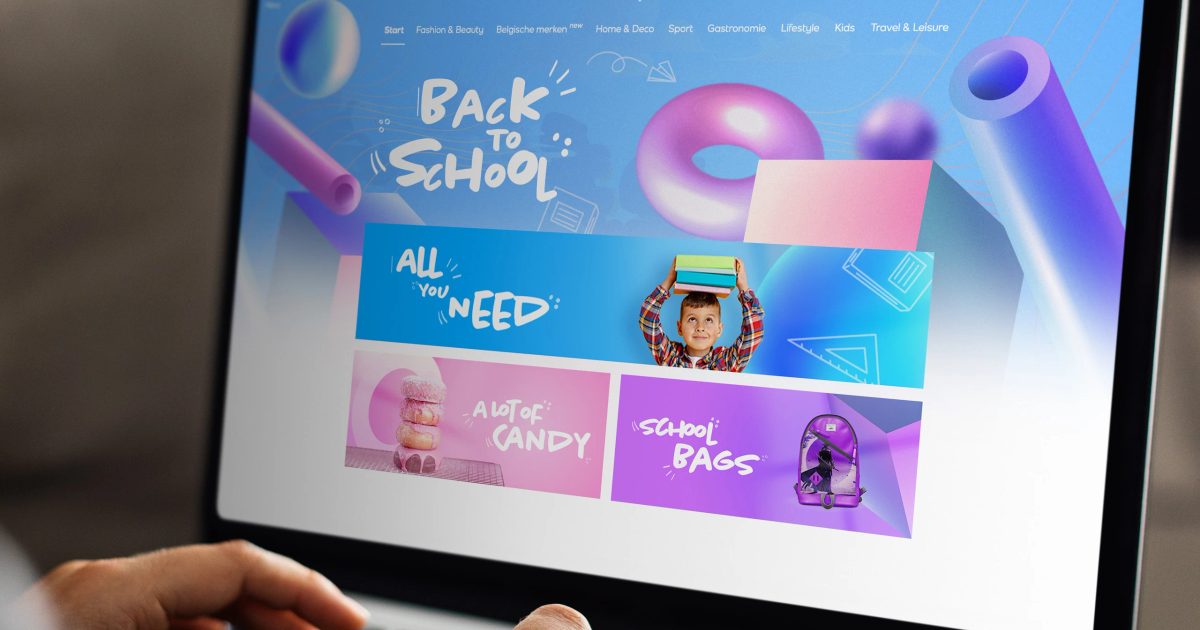 Start Fashion & Beauty Belgische merken new Home & Deco Sport Gastronomie Lifestyle Kids Travel & Leisure
BACK
TO
SCHOOL
ALL
YOU
NEED
A LOT OF
CANDY
SCHOOL
BAGS